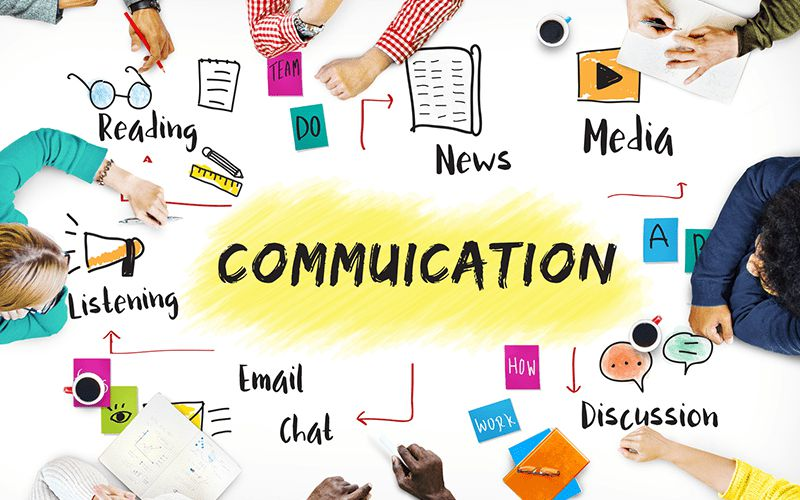 TEAM
DO
Reading
News
Media
A
COMMUICATION
Listening
Email
HOW
Chat
WORK
Discussion